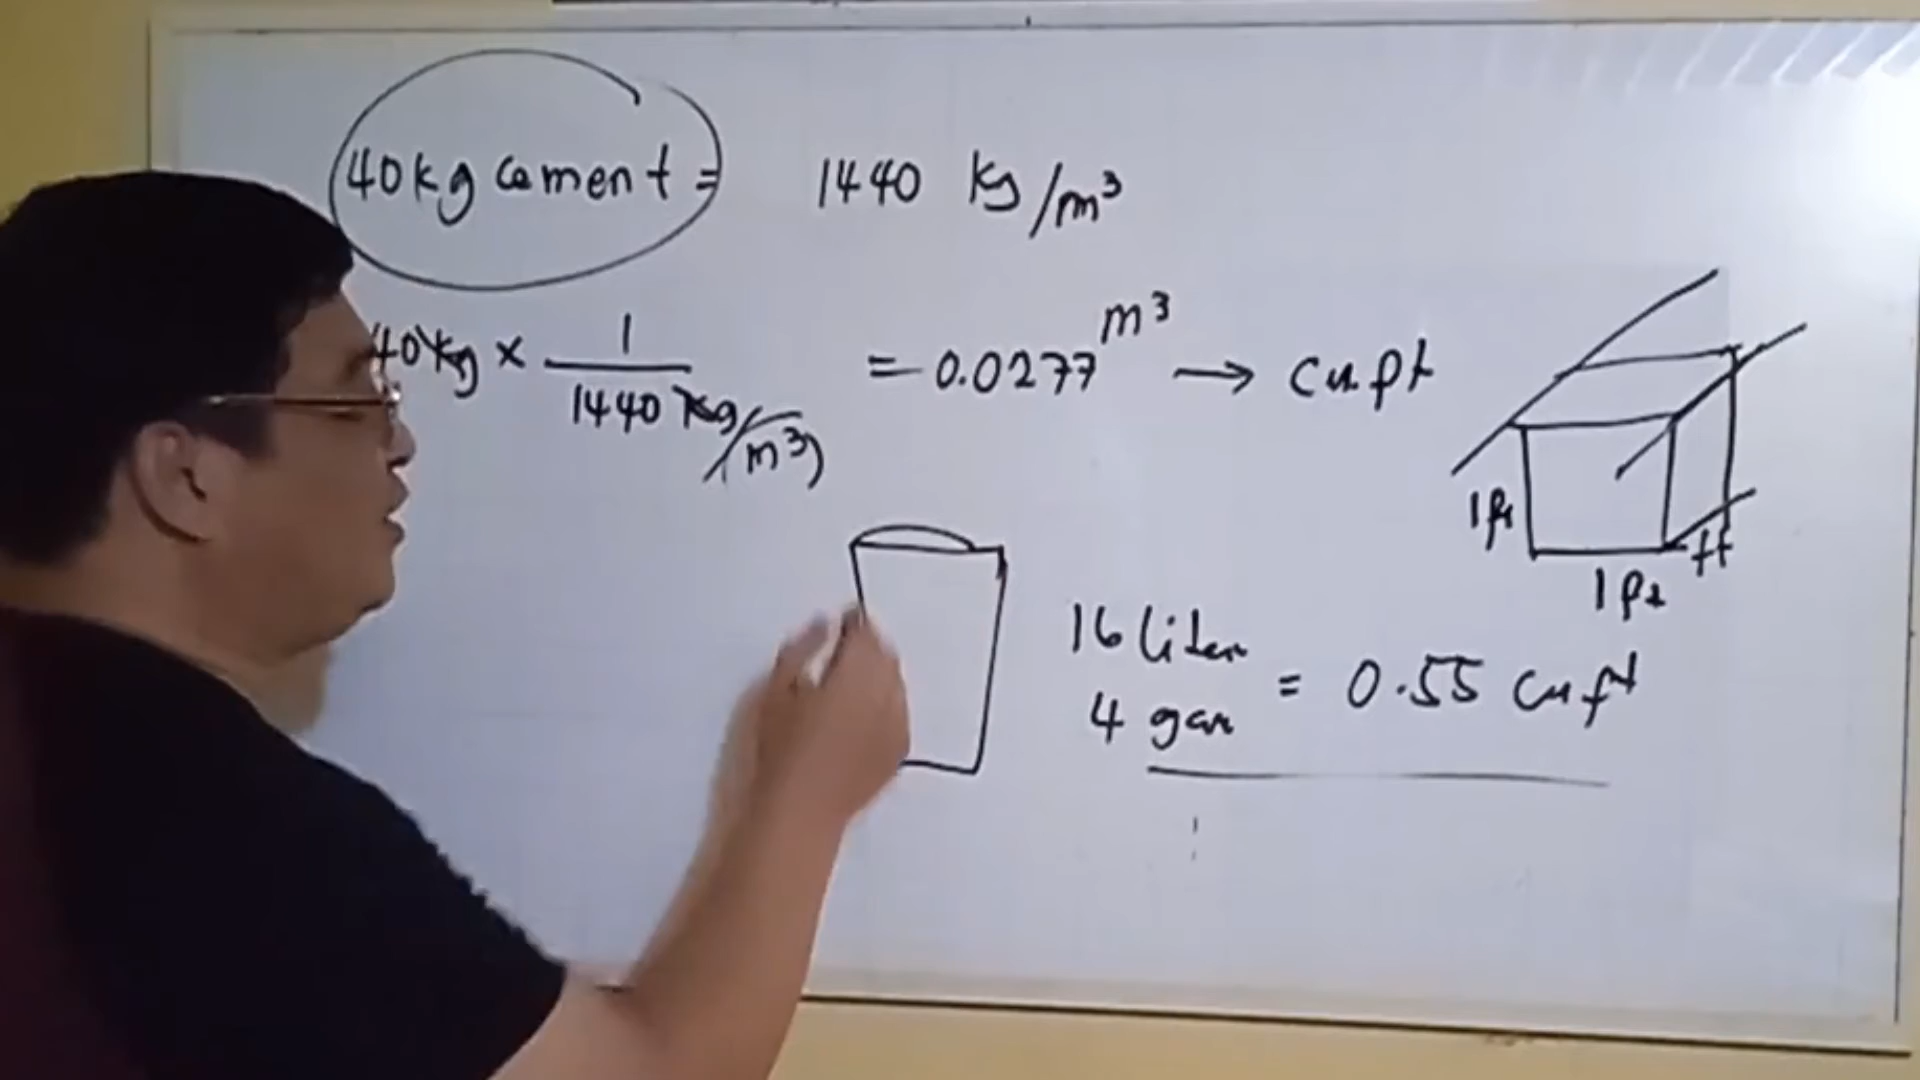 40kg cement = 1440 kg/m³
40kg × 1 / 1440 kg/m³ = 0.0277 m³ → cu ft
1ft
1ft
ft
16 liter
4 gan = 0.55 cu ft